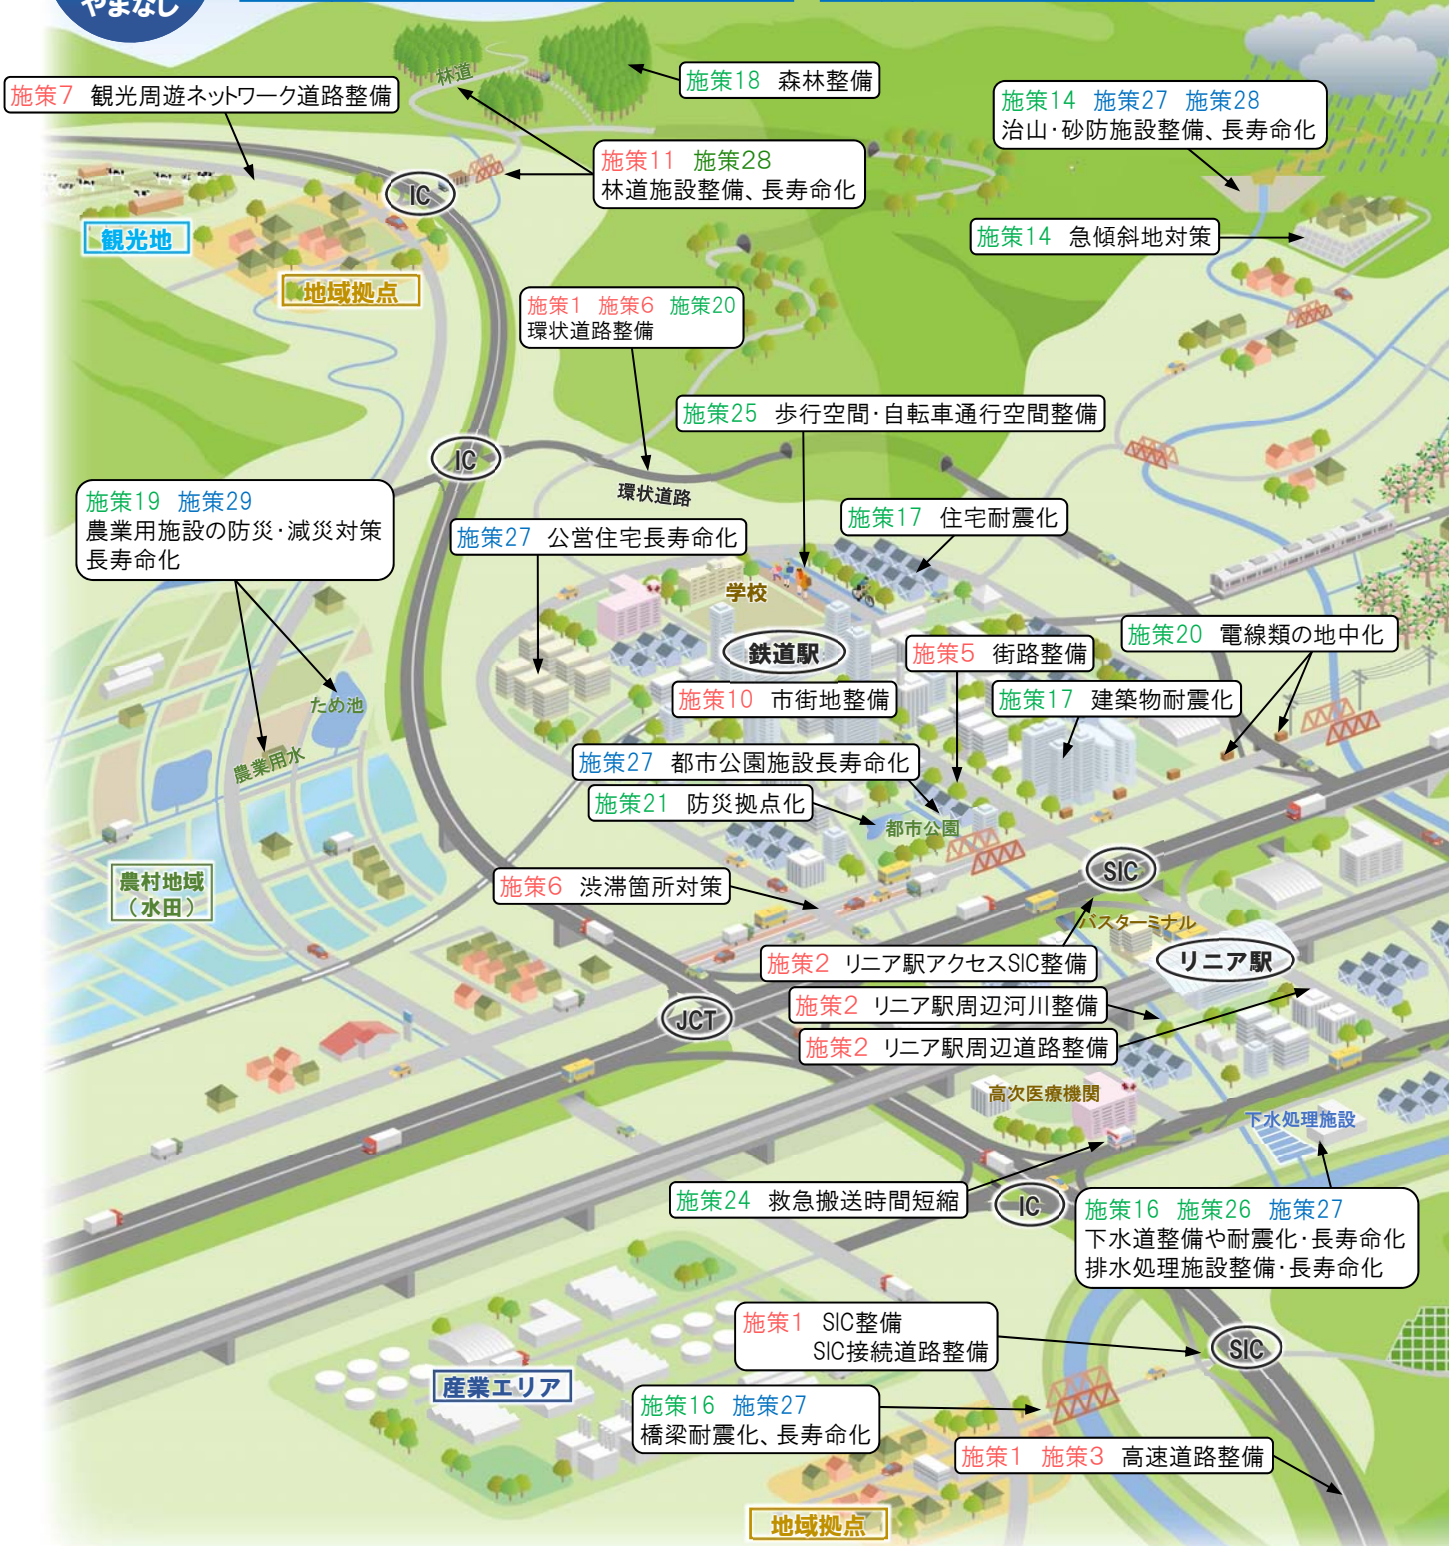 やまなし
林道
施策18 森林整備
施策7 観光周遊ネットワーク道路整備
施策14 施策27 施策28
治山・砂防施設整備、長寿命化
施策11 施策28
林道施設整備、長寿命化
IC
観光地
施策14 急傾斜地対策
地域拠点
施策1 施策6 施策20
環状道路整備
施策25 歩行空間・自転車通行空間整備
IC
環状道路
施策19 施策29
農業用施設の防災・減災対策
長寿命化
施策17 住宅耐震化
施策27 公営住宅長寿命化
学校
施策20 電線類の地中化
鉄道駅
施策5 街路整備
施策10 市街地整備
施策17 建築物耐震化
ため池
農業用水
施策27 都市公園施設長寿命化
施策21 防災拠点化
都市公園
SIC
農村地域
（水田）
施策6 渋滞箇所対策
バスターミナル
施策2 リニア駅アクセスSIC整備
リニア駅
施策2 リニア駅周辺河川整備
JCT
施策2 リニア駅周辺道路整備
高次医療機関
下水処理施設
施策24 救急搬送時間短縮
IC
施策16 施策26 施策27
下水道整備や耐震化・長寿命化
排水処理施設整備・長寿命化
施策1 SIC整備
SIC接続道路整備
SIC
産業エリア
施策16 施策27
橋梁耐震化、長寿命化
施策1 施策3 高速道路整備
地域拠点